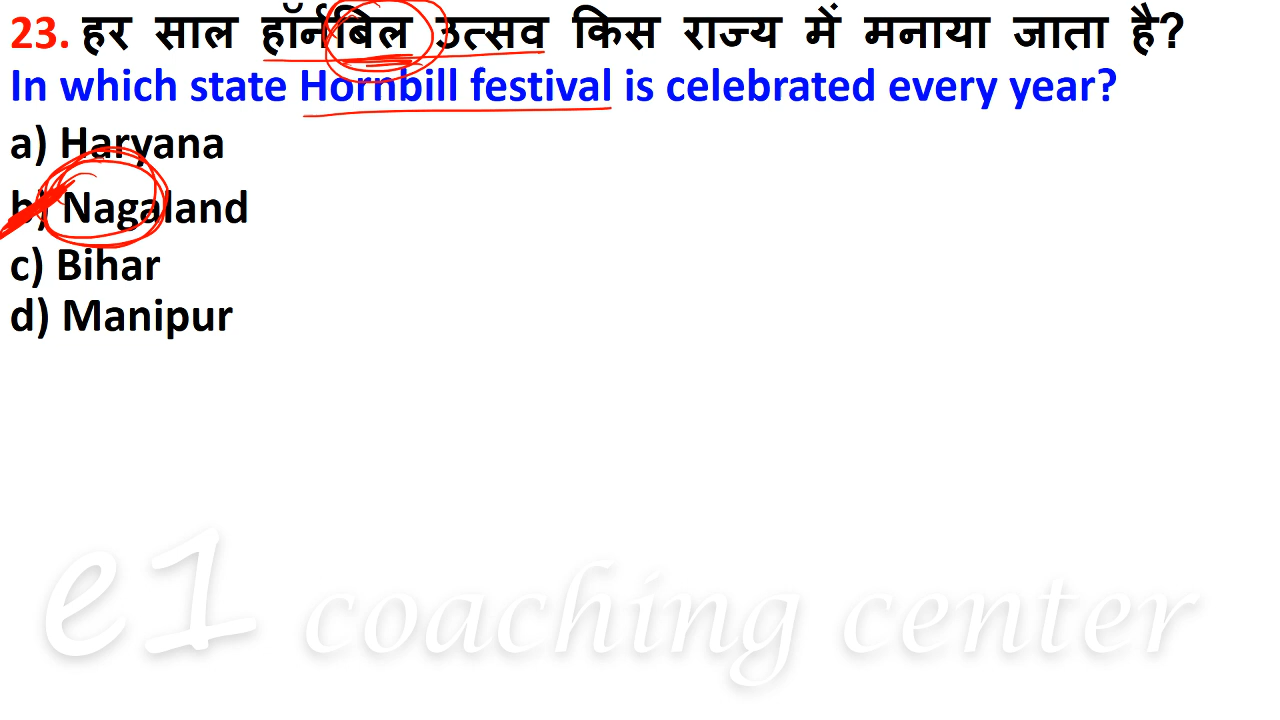 23. हर साल हॉर्नबिल उत्सव किस राज्य में मनाया जाता है?
In which state Hornbill festival is celebrated every year?
a) Haryana
b) Nagaland
c) Bihar
d) Manipur
e1 coaching center